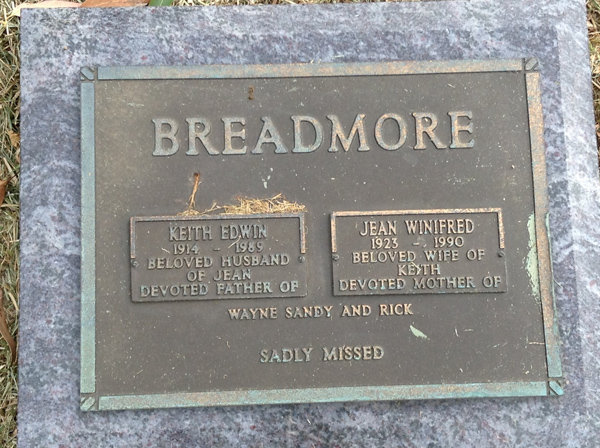 BREADMORE
KEITH EDWIN
1914 - 1989
BELOVED HUSBAND
OF JEAN
DEVOTED FATHER OF
JEAN WINIFRED
1923 - 1990
BELOVED WIFE OF
KEITH
DEVOTED MOTHER OF
WAYNE SANDY AND RICK
SADLY MISSED